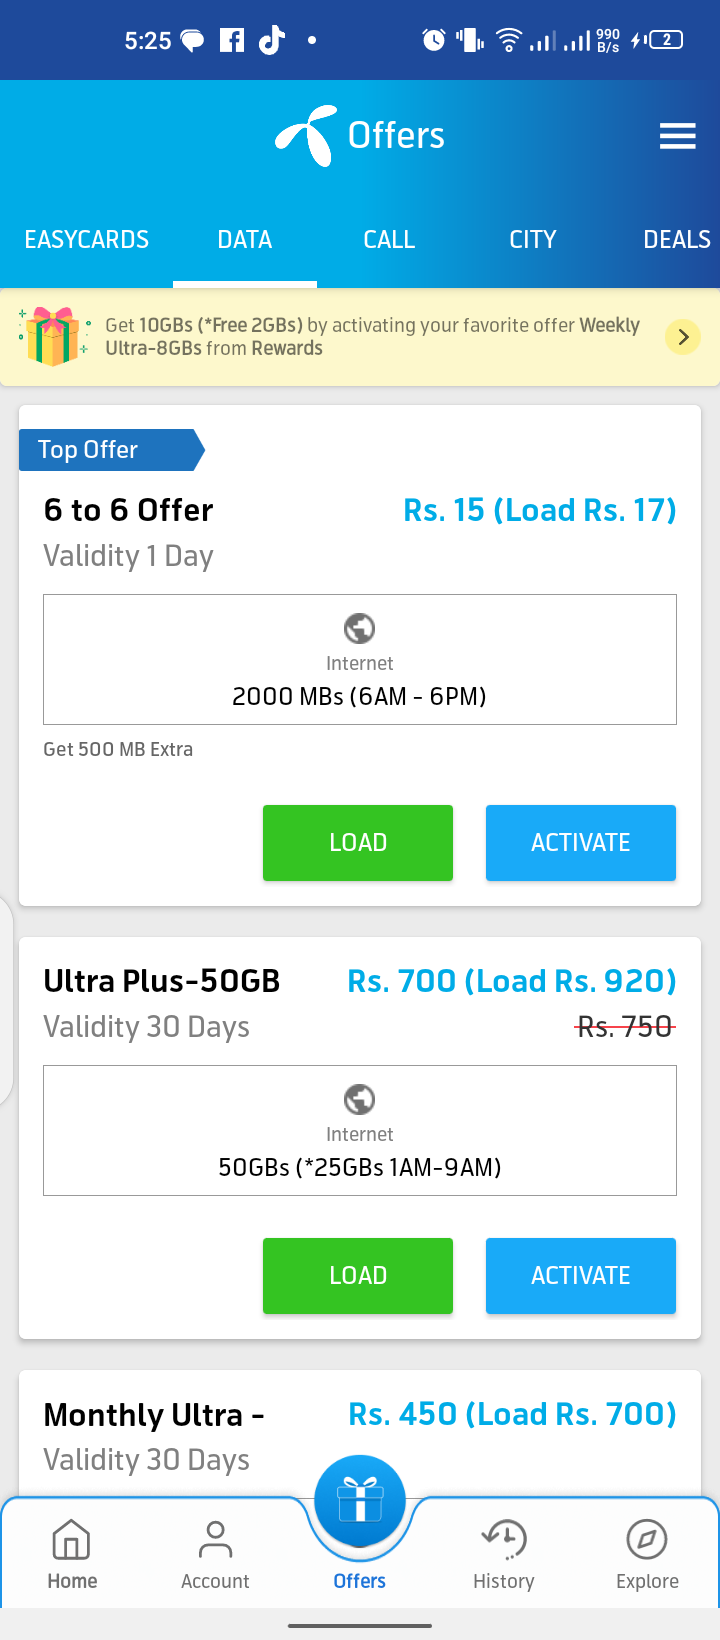 5:25
990
B/s
2
Offers
EASYCARDS DATA CALL CITY DEALS
Get 10GBs (*Free 2GBs) by activating your favorite offer Weekly
Ultra-8GBs from Rewards
Top Offer
6 to 6 Offer Rs. 15 (Load Rs. 17)
Validity 1 Day
Internet
2000 MBs (6AM - 6PM)
Get 500 MB Extra
LOAD ACTIVATE
Ultra Plus-50GB Rs. 700 (Load Rs. 920)
Validity 30 Days Rs. 750
Internet
50GBs (*25GBs 1AM-9AM)
LOAD ACTIVATE
Monthly Ultra - Rs. 450 (Load Rs. 700)
Validity 30 Days
Home Account Offers History Explore